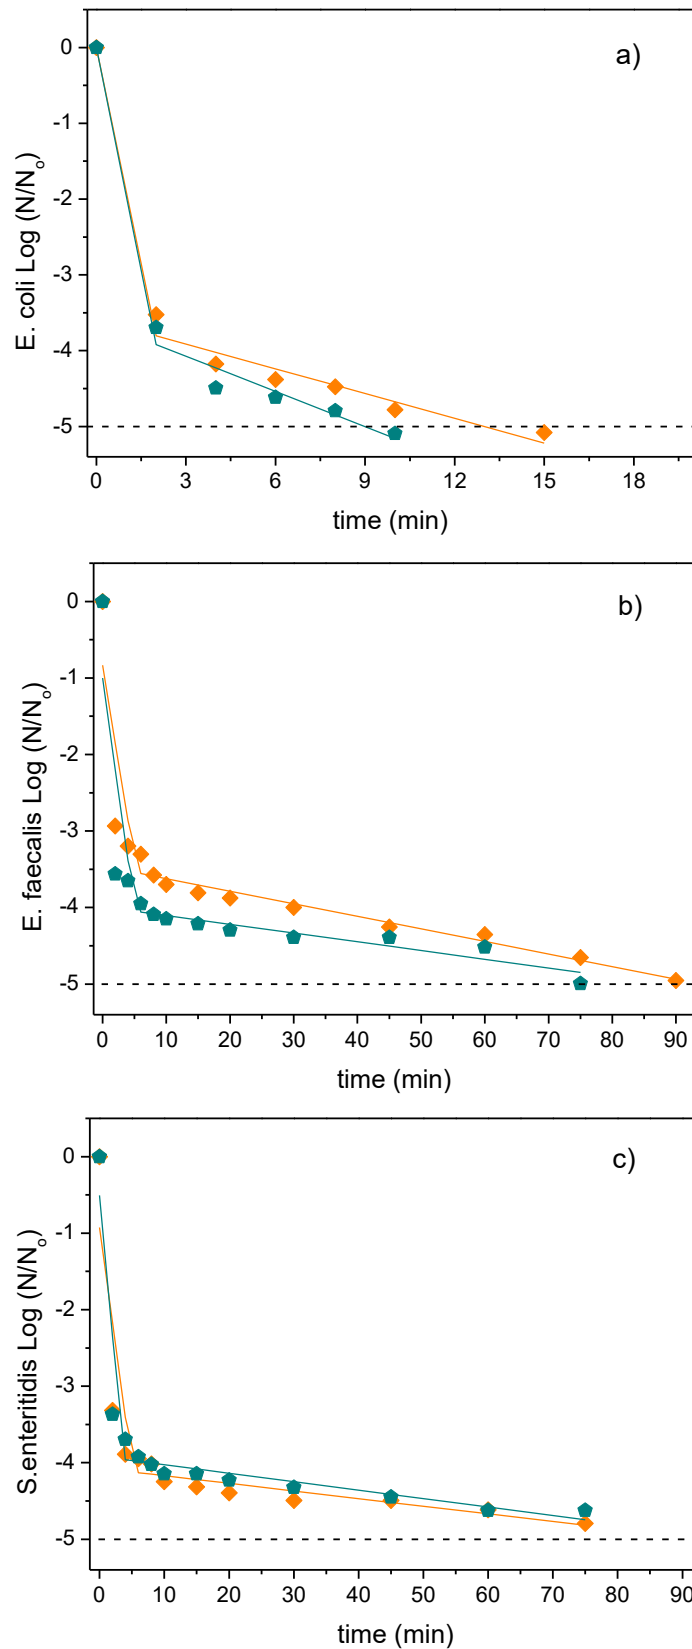 a)
0
-1
-2
-3
-4
-5
E. coli Log (N/N₀)
0 3 6 9 12 15 18
time (min)
b)
0
-1
-2
-3
-4
-5
E. faecalis Log (N/N₀)
0 10 20 30 40 50 60 70 80 90
time (min)
c)
0
-1
-2
-3
-4
-5
S.enteritidis Log (N/N₀)
0 10 20 30 40 50 60 70 80 90
time (min)